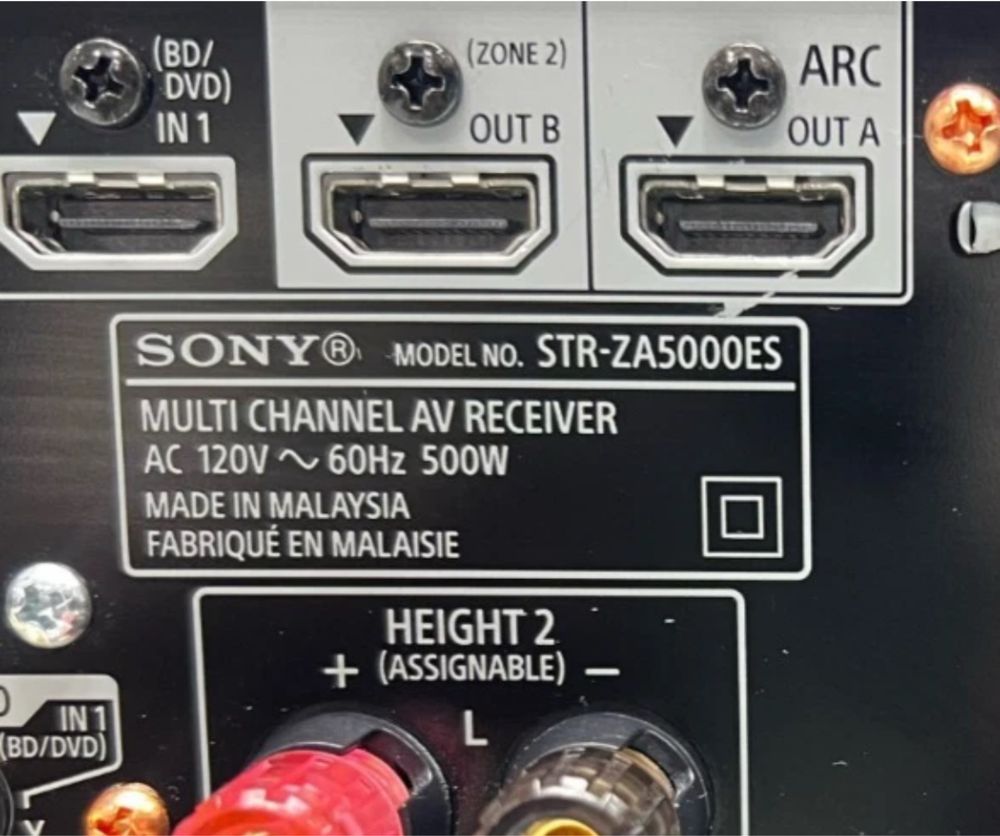 (BD/
DVD)
IN 1
(ZONE 2)
OUT B
ARC
OUT A
SONY® MODEL NO. STR-ZA5000ES
MULTI CHANNEL AV RECEIVER
AC 120V ~ 60Hz 500W
MADE IN MALAYSIA
FABRIQUÉ EN MALAISIE
HEIGHT 2
+ (ASSIGNABLE) −
L
IN 1
(BD/DVD)
Y